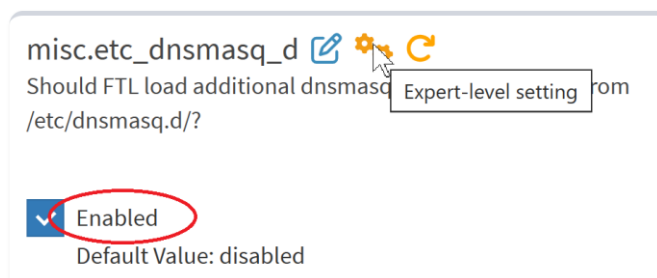 misc.etc_dnsmasq_d
Should FTL load additional dnsmasq rom
Expert-level setting
/etc/dnsmasq.d/?
Enabled
Default Value: disabled